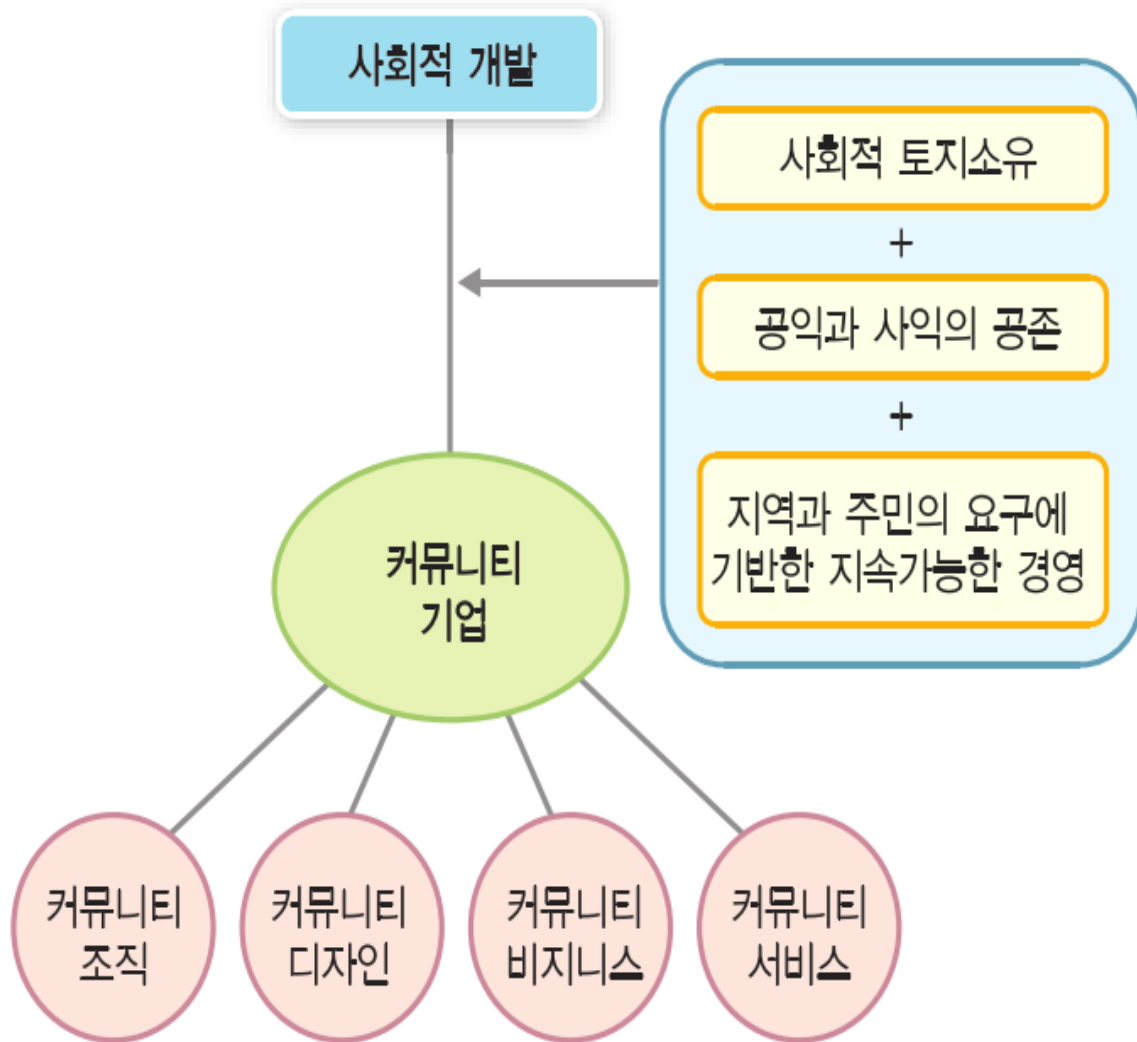 사회적 개발
사회적 토지소유
+
공익과 사익의 공존
+
지역과 주민의 요구에
기반한 지속가능한 경영
커뮤니티
기업
커뮤니티
조직
커뮤니티
디자인
커뮤니티
비지니스
커뮤니티
서비스